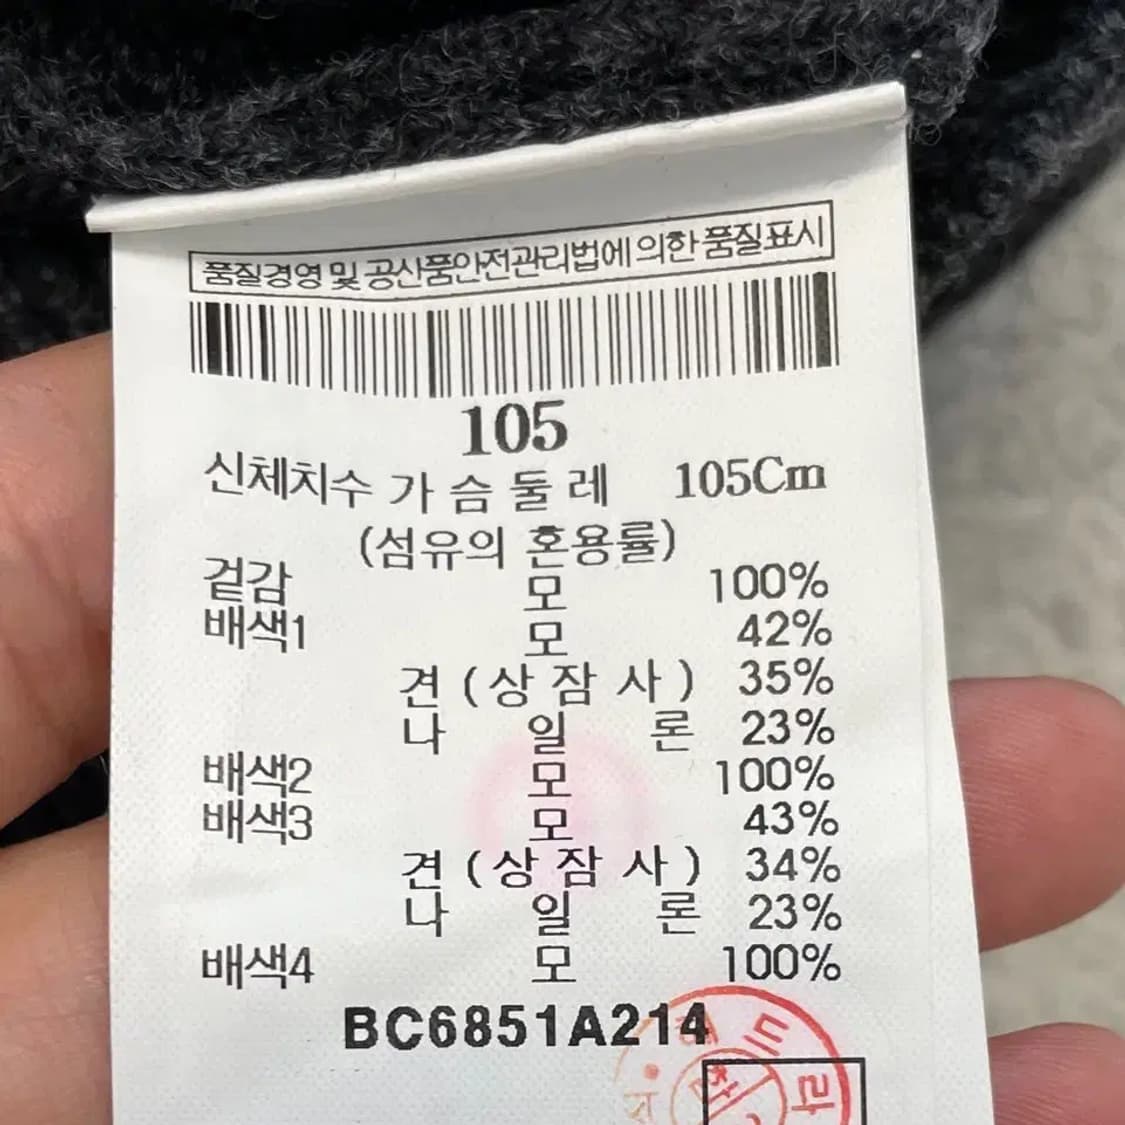 품질경영 및 공산품안전관리법에 의한 품질표시
105
신체치수 가 슴 둘 레 105Cm
(섬유의 혼용률)
겉감 모 100%
배색1 모 42%
견 ( 상 잠 사 ) 35%
나 일 론 23%
배색2 모 100%
배색3 모 43%
견 ( 상 잠 사 ) 34%
나 일 론 23%
배색4 모 100%
BC6851A214
드라